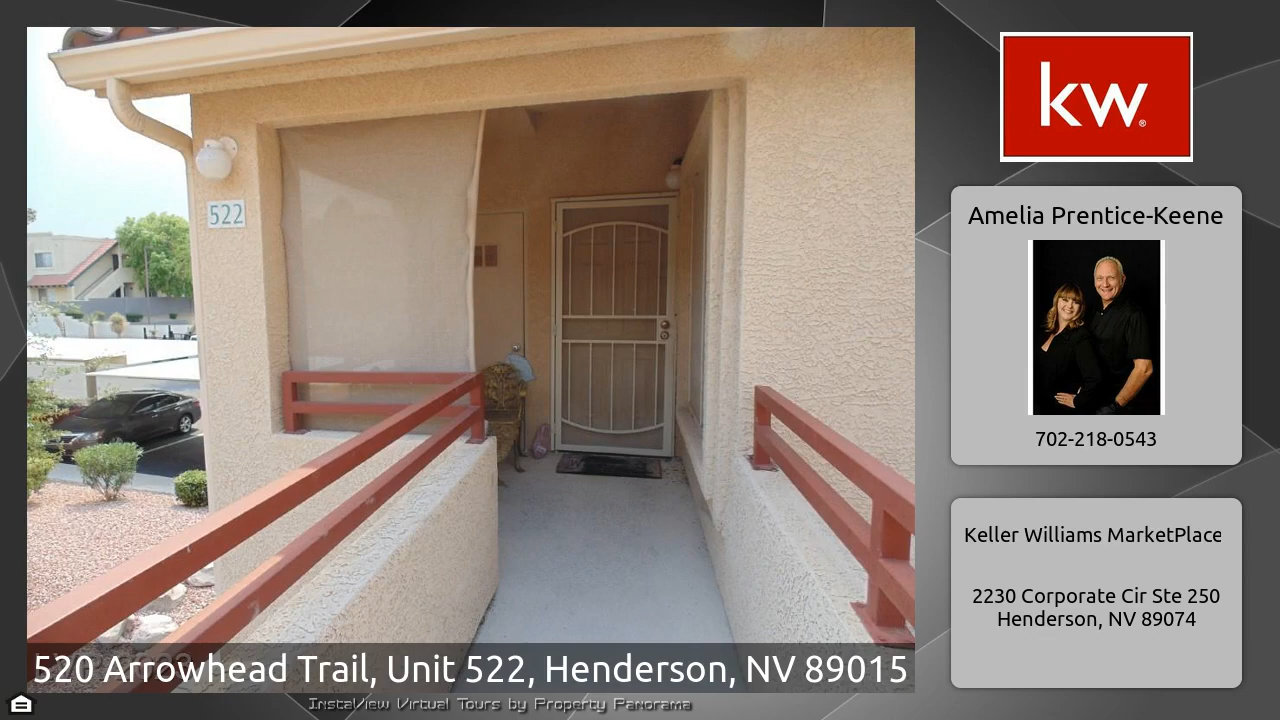 522
520 Arrowhead Trail, Unit 522, Henderson, NV 89015
InstaView Virtual Tours by Property Panorama
kw®
Amelia Prentice-Keene
702-218-0543
Keller Williams MarketPlace
2230 Corporate Cir Ste 250
Henderson, NV 89074